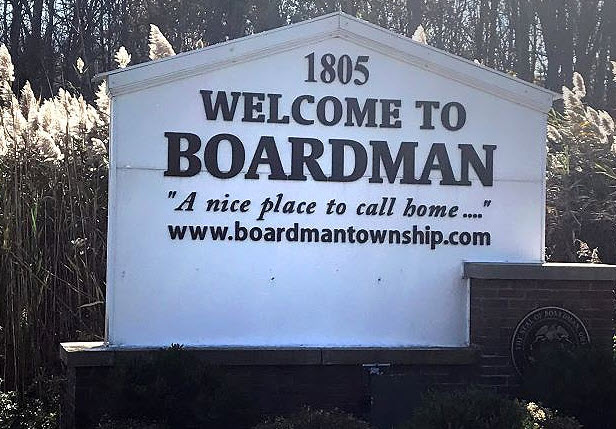 1805
WELCOME TO
BOARDMAN
"A nice place to call home...."
www.boardmantownship.com